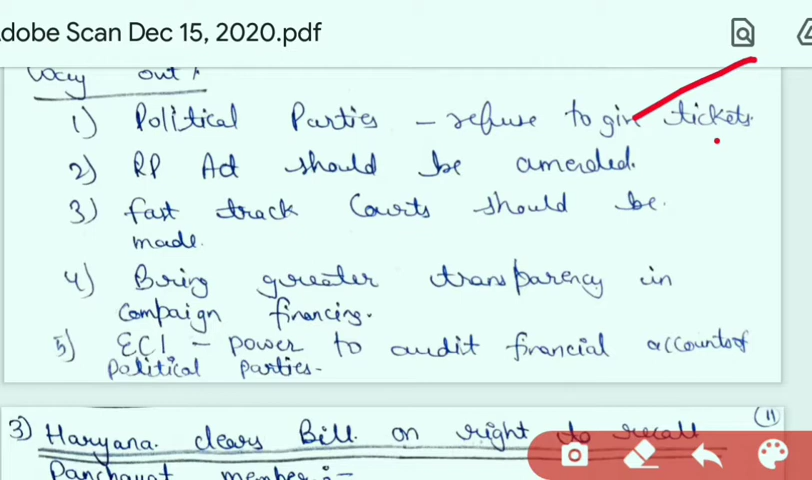 dobe Scan Dec 15, 2020.pdf
way out
1) Political Parties - refuse to give tickets.
2) RP Act should be amended.
3) fast track Courts should be
made.
4) Bring greater transparency in
campaign financing.
5) ECI - power to audit financial accounts of
political parties-
(11)
3) Haryana clears Bill on right to recall
Panchayat member:-